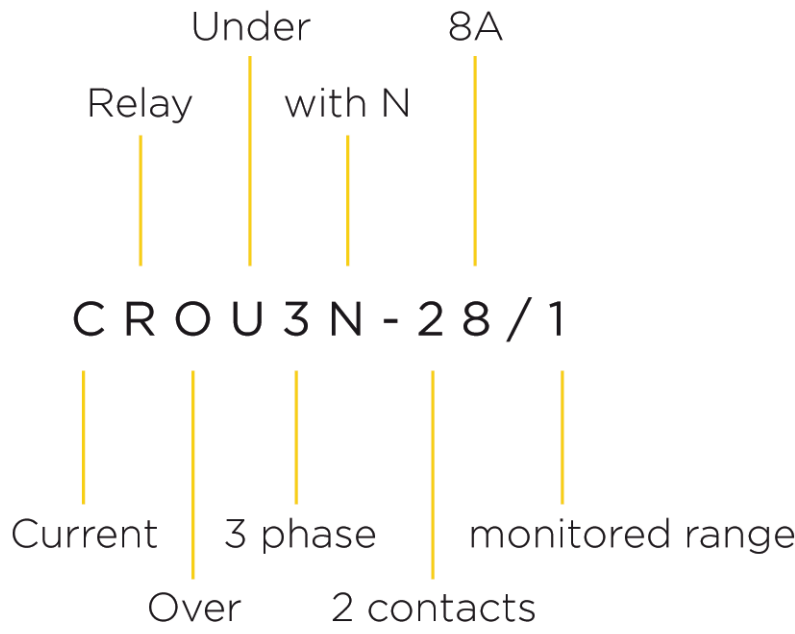 Under 8A
Relay with N
CROU3N-28/1
Current 3 phase monitored range
Over 2 contacts